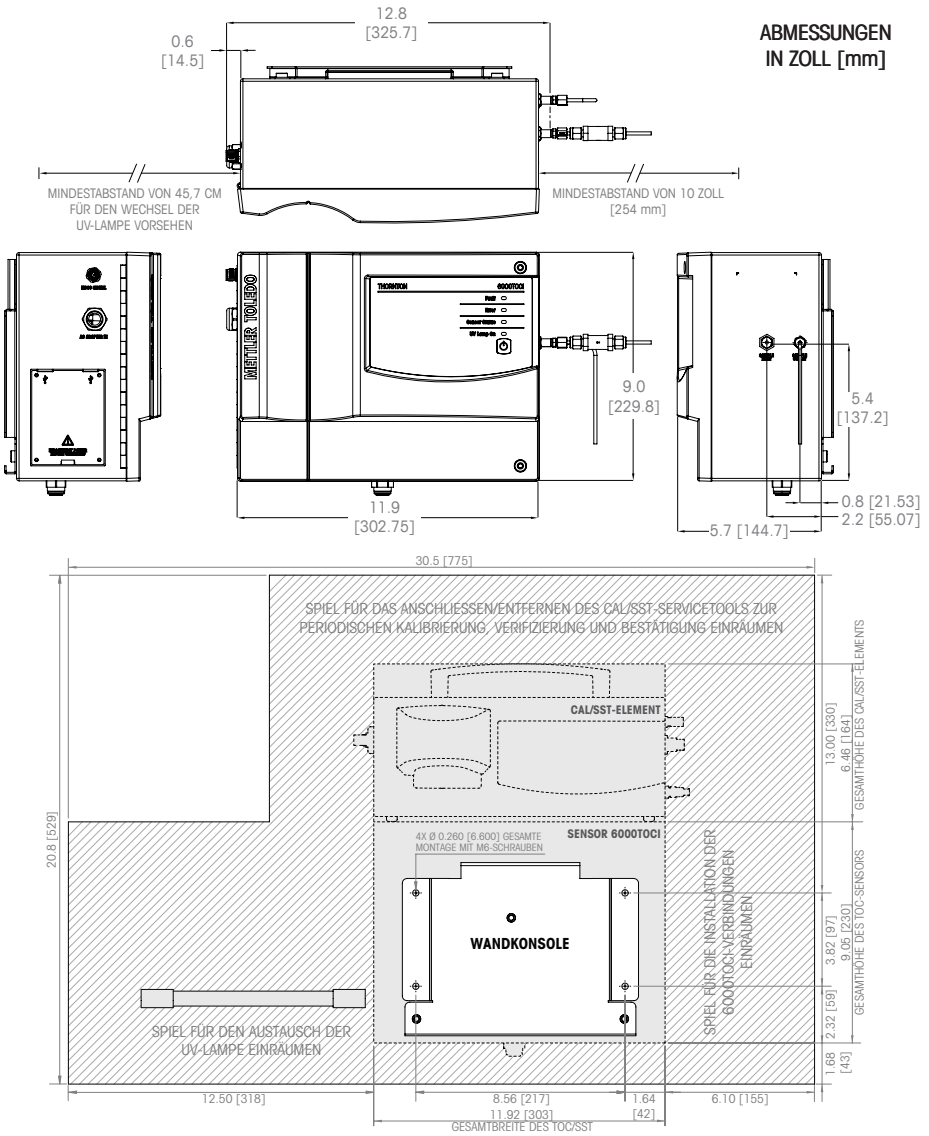 12.8
[325.7]
0.6
[14.5]
ABMESSUNGEN
IN ZOLL [mm]
MINDESTABSTAND VON 45,7 CM
FÜR DEN WECHSEL DER
UV-LAMPE VORSEHEN
MINDESTABSTAND VON 10 ZOLL
[254 mm]
METTLER TOLEDO
THORNTON 6000TOCi
Fault
Error
Sensor Status
UV Lamp On
9.0
[229.8]
11.9
[302.75]
5.4
[137.2]
0.8 [21.53]
2.2 [55.07]
5.7 [144.7]
30.5 [775]
20.8 [529]
SPIEL FÜR DAS ANSCHLIESSEN/ENTFERNEN DES CAL/SST-SERVICETOOLS ZUR
PERIODISCHEN KALIBRIERUNG, VERIFIZIERUNG UND BESTÄTIGUNG EINRÄUMEN
CAL/SST-ELEMENT
13.00 [330]
6.46 [164]
GESAMTHÖHE DES CAL/SST-ELEMENTS
4X Ø 0.260 [6.600] GESAMTE
MONTAGE MIT M6-SCHRAUBEN
SENSOR 6000TOCI
WANDKONSOLE
SPIEL FÜR DIE INSTALLATION DER
6000TOCI-VERBINDUNGEN
EINRÄUMEN
3.82 [97]
9.05 [230]
GESAMTHÖHE DES TOC-SENSORS
2.32 [59]
1.68
[43]
SPIEL FÜR DEN AUSTAUSCH DER
UV-LAMPE EINRÄUMEN
12.50 [318]
8.56 [217]
1.64
[42]
6.10 [155]
11.92 [303]
GESAMTBREITE DES TOC/SST